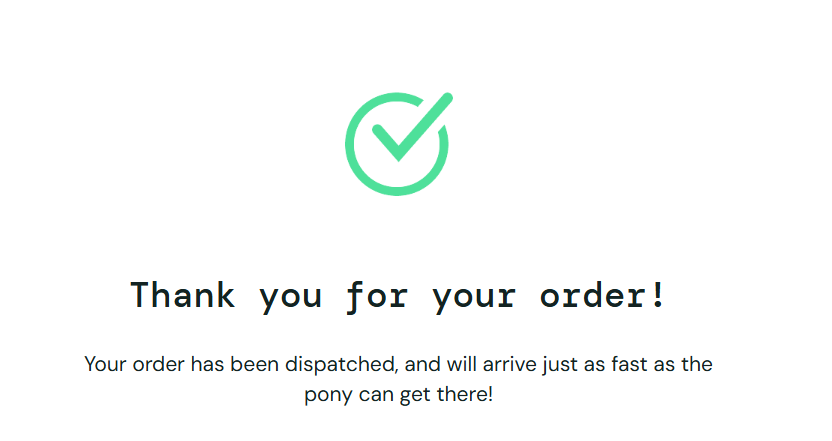 Thank you for your order!
Your order has been dispatched, and will arrive just as fast as the
pony can get there!